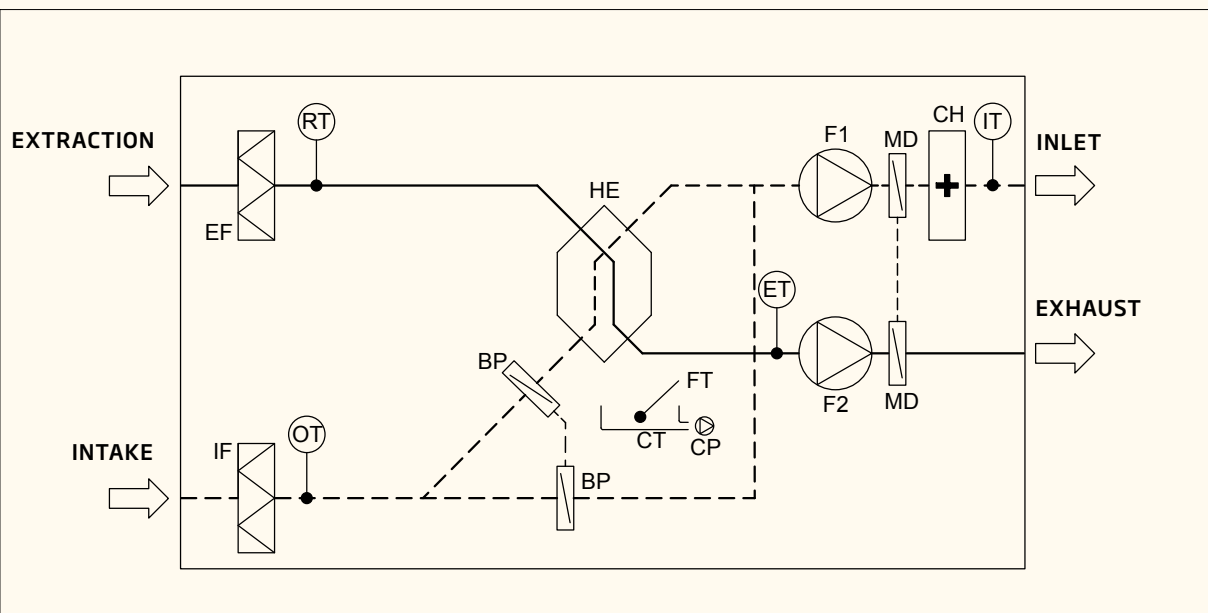 EXTRACTION
EF
RT
HE
F1
MD
CH
IT
INLET
ET
EXHAUST
F2
MD
BP
FT
CT
CP
INTAKE
IF
OT
BP